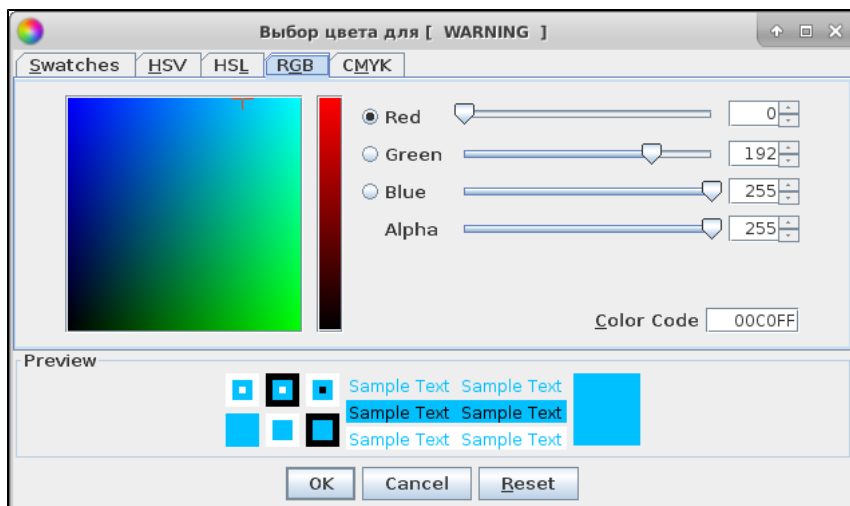 Выбор цвета для [ WARNING ]
Swatches HSV HSL RGB CMYK
Red 0
Green 192
Blue 255
Alpha 255
Color Code 00C0FF
Preview
Sample Text Sample Text
Sample Text Sample Text
Sample Text Sample Text
OK Cancel Reset